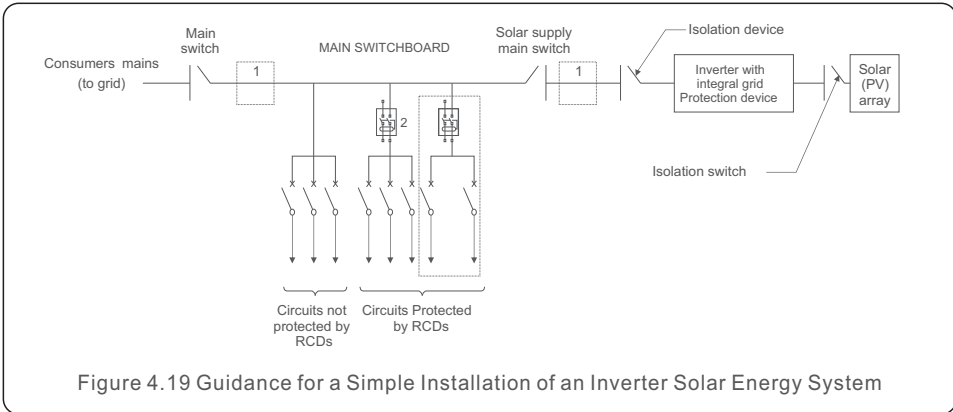 Main
switch
MAIN SWITCHBOARD
Solar supply
main switch
Isolation device
Consumers mains
(to grid)
1
1
Inverter with
integral grid
Protection device
Solar
(PV)
array
2
Isolation switch
Circuits not
protected by
RCDs
Circuits Protected
by RCDs
Figure 4.19 Guidance for a Simple Installation of an Inverter Solar Energy System